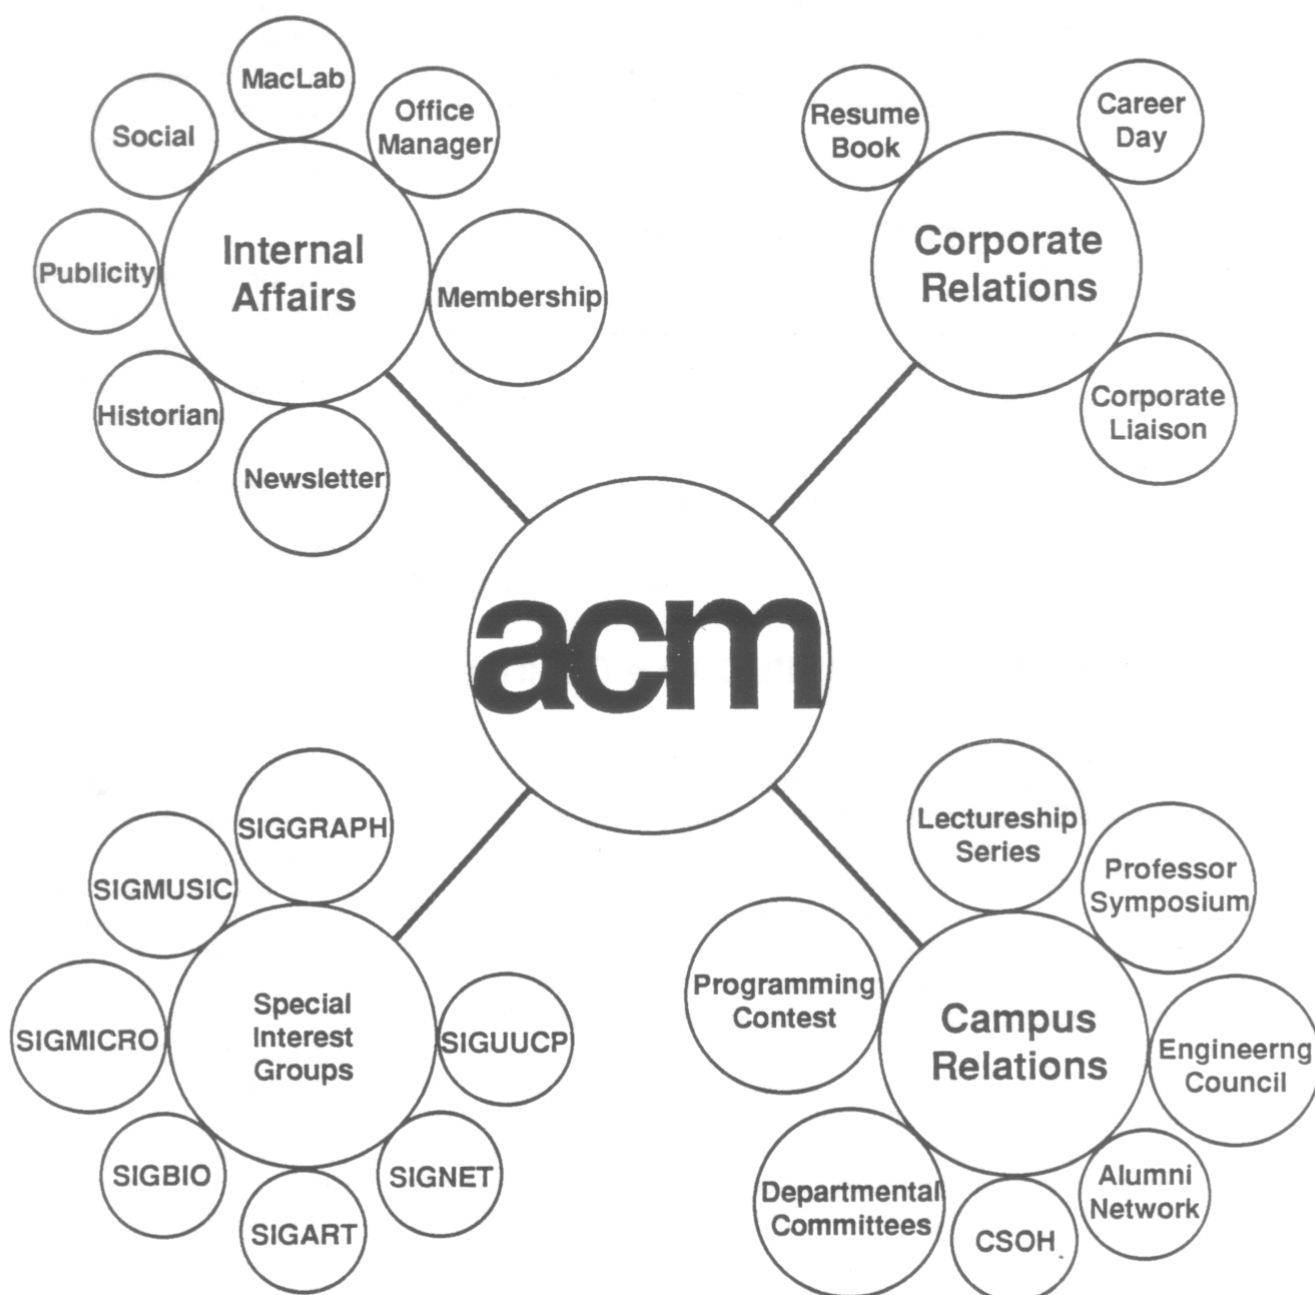 MacLab
Office
Manager
Social
Publicity
Internal
Affairs
Membership
Historian
Newsletter
Resume
Book
Career
Day
Corporate
Relations
Corporate
Liaison
acm
SIGGRAPH
SIGMUSIC
SIGMICRO
Special
Interest
Groups
SIGUUCP
SIGBIO
SIGNET
SIGART
Lectureship
Series
Professor
Symposium
Programming
Contest
Campus
Relations
Engineerng
Council
Departmental
Committees
CSOH
Alumni
Network